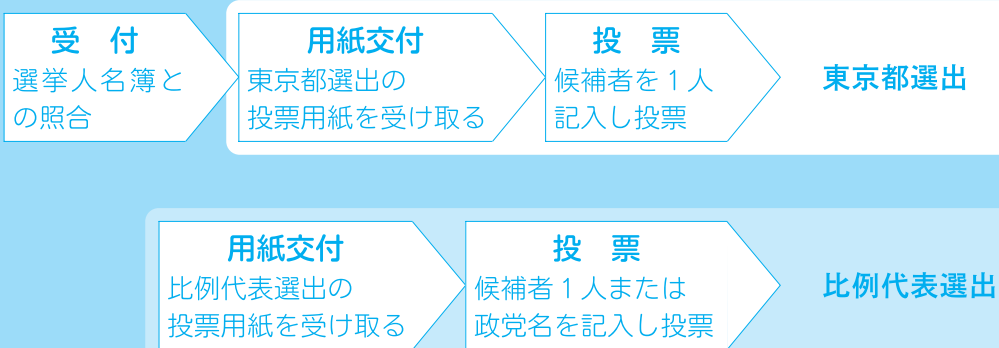 受　付
選挙人名簿と
の照合
用紙交付
東京都選出の
投票用紙を受け取る
投　票
候補者を１人
記入し投票
東京都選出
用紙交付
比例代表選出の
投票用紙を受け取る
投　票
候補者１人または
政党名を記入し投票
比例代表選出